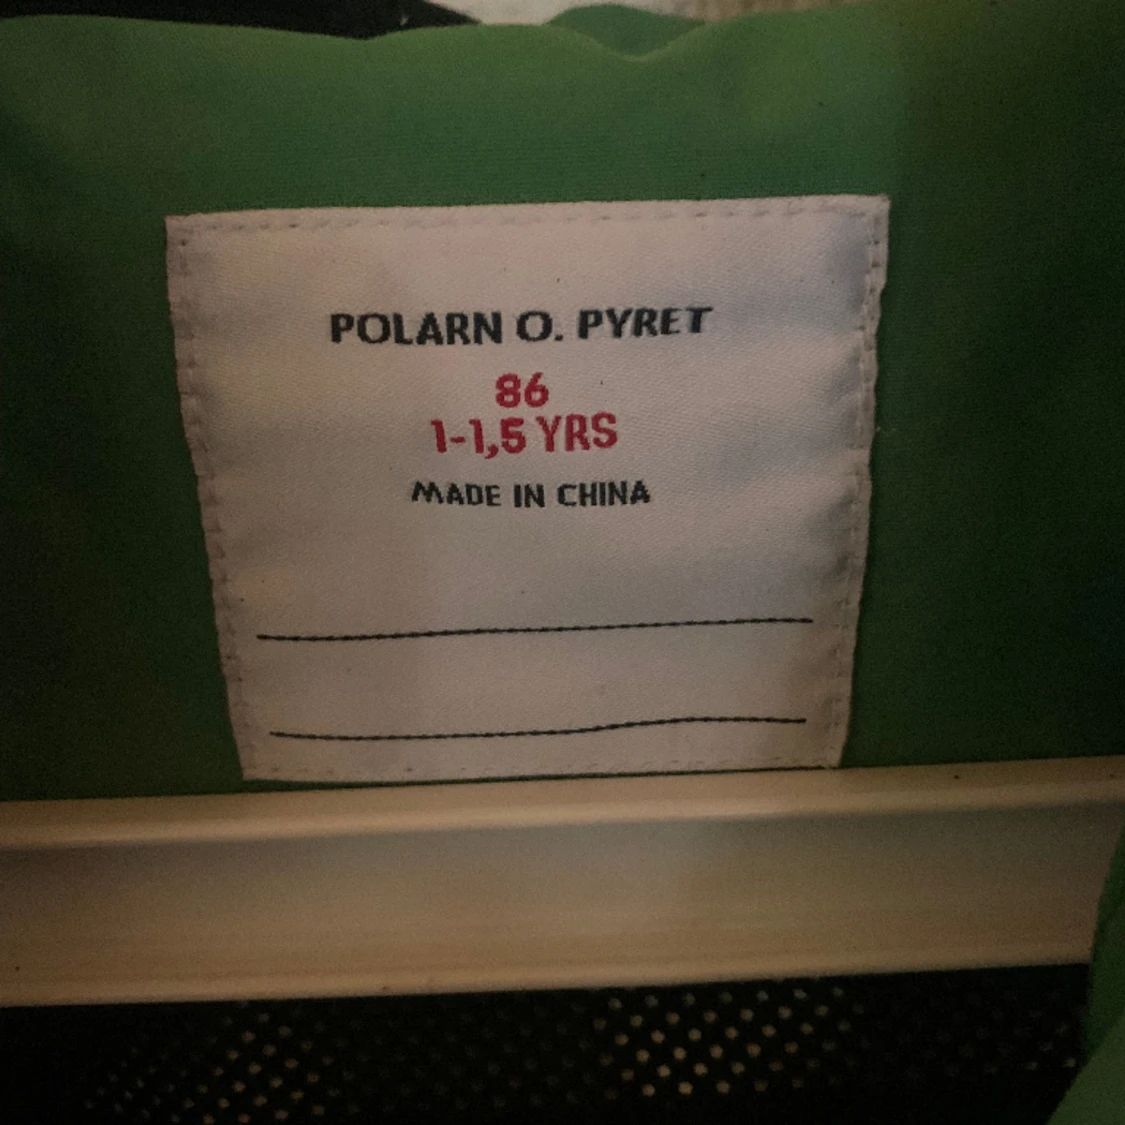 POLARN O. PYRET
86
1-1,5 YRS
MADE IN CHINA